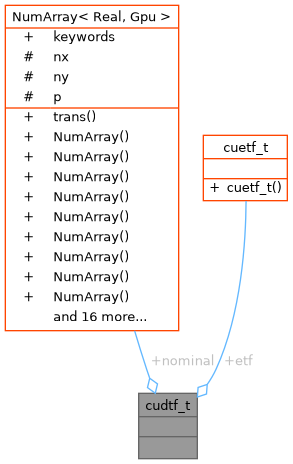 NumArray< Real, Gpu >
+ keywords
# nx
# ny
# p
+ trans()
+ NumArray()
+ NumArray()
+ NumArray()
+ NumArray()
+ NumArray()
+ NumArray()
+ NumArray()
+ NumArray()
+ NumArray()
and 16 more...
cuetf_t
+ cuetf_t()
+nominal
+etf
cudtf_t